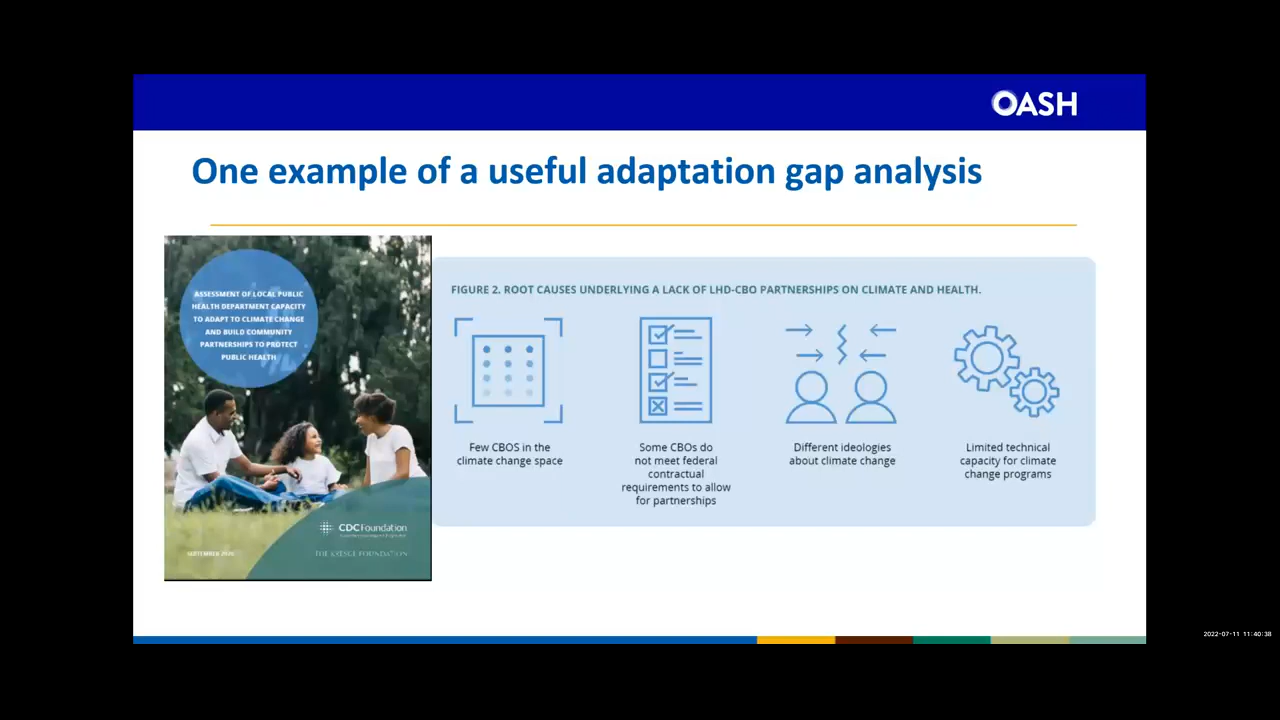 OASH
One example of a useful adaptation gap analysis
ASSESSMENT OF LOCAL PUBLIC
HEALTH DEPARTMENT CAPACITY
TO ADAPT TO CLIMATE CHANGE
AND BUILD COMMUNITY
PARTNERSHIPS TO PROTECT
PUBLIC HEALTH
CDC Foundation
SEPTEMBER
THE KRESGE FOUNDATION
FIGURE 2. ROOT CAUSES UNDERLYING A LACK OF LHD-CBO PARTNERSHIPS ON CLIMATE AND HEALTH.
Few CBOS in the
climate change space
Some CBOs do
not meet federal
contractual
requirements to allow
for partnerships
Different ideologies
about climate change
Limited technical
capacity for climate
change programs
2022-07-11 11:40:38